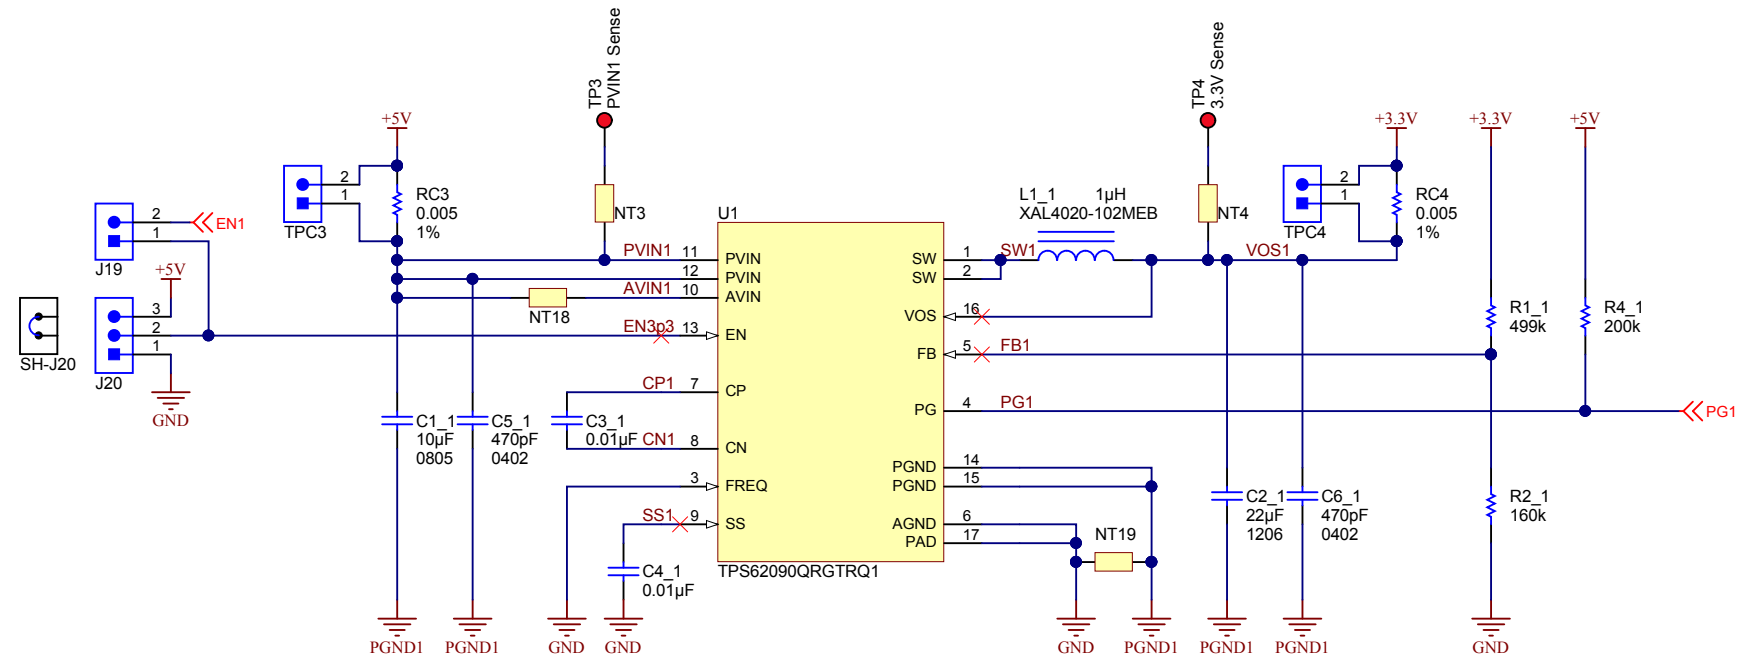 TP3
PVIN1 Sense
TP4
3.3V Sense
+5V
+3.3V
+3.3V
+5V
2
1
TPC3
RC3
0.005
1%
NT3
U1
L1_1
1µH
XAL4020-102MEB
NT4
2
1
TPC4
RC4
0.005
1%
2
1
J19
EN1
+5V
3
2
1
J20
SH-J20
GND
PVIN1
11
PVIN
12
PVIN
AVIN1
10
AVIN
NT18
EN3p3
13
EN
CP1
7
CP
C3_1
0.01µF
CN1
8
CN
3
FREQ
SS1
9
SS
C4_1
0.01µF
C1_1
10µF
0805
C5_1
470pF
0402
SW
1
SW1
SW
2
VOS
16
VOS1
FB
5
FB1
PG
4
PG1
PG1
PGND
14
PGND
15
AGND
6
PAD
17
NT19
TPS62090QRGTRQ1
R1_1
499k
R4_1
200k
C2_1
22µF
1206
C6_1
470pF
0402
R2_1
160k
PGND1
PGND1
GND
GND
GND
PGND1
PGND1
PGND1
GND